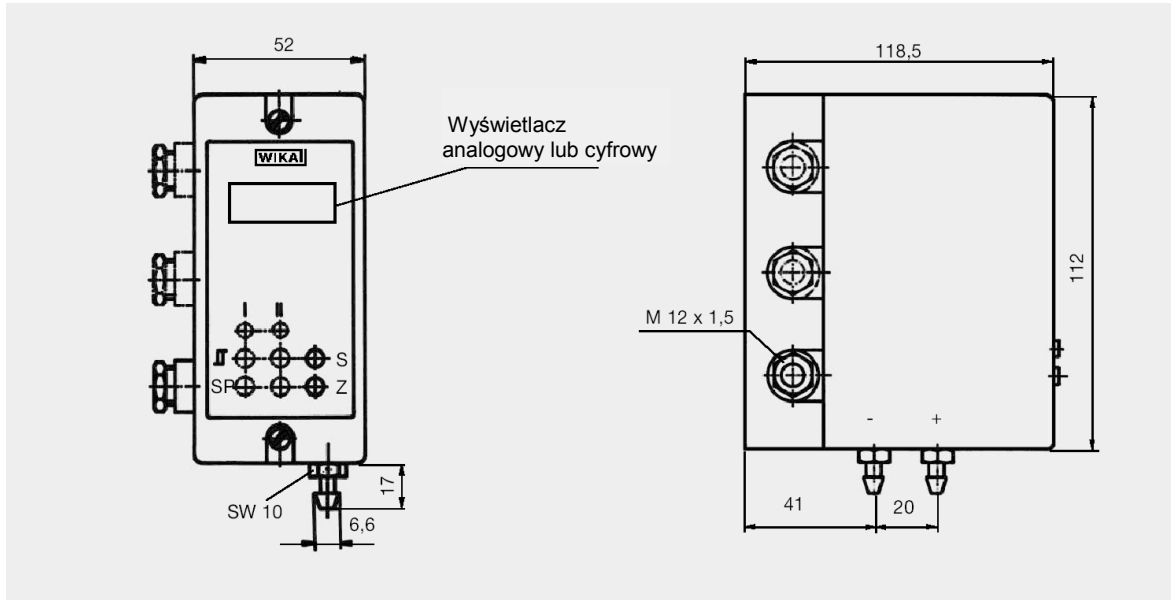 52
Wyświetlacz
analogowy lub cyfrowy
WIKAI
I II
S
SP Z
SW 10
17
6,6
118,5
112
M 12 x 1,5
- +
41
20